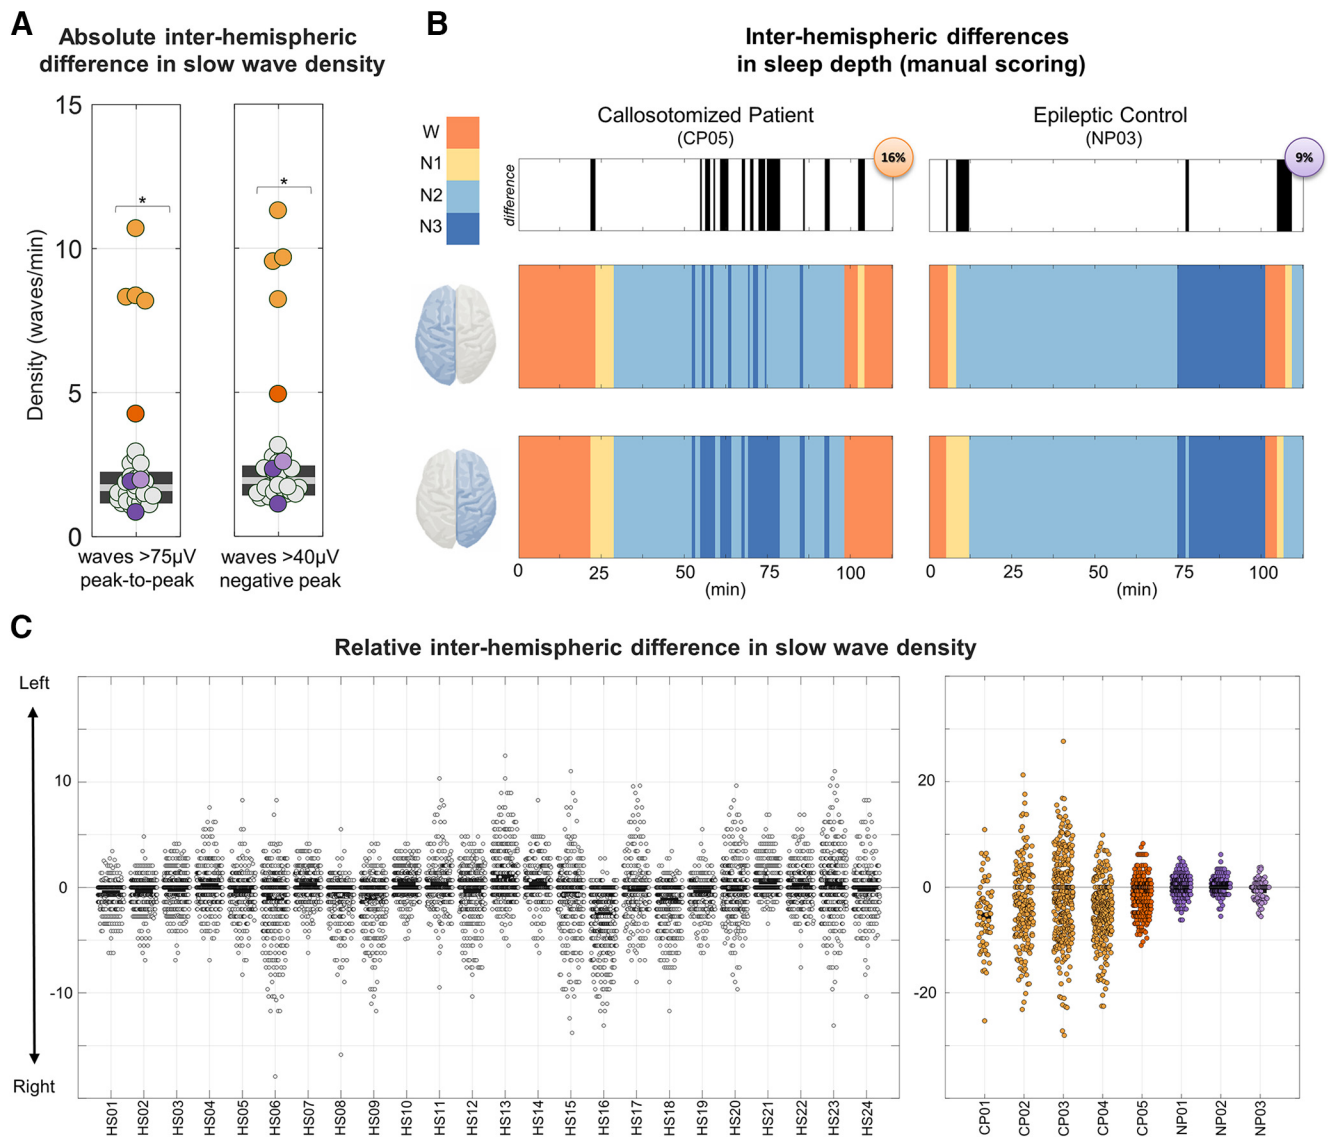 A
Absolute inter-hemispheric
difference in slow wave density
15
10
5
0
Density (waves/min)
*
*
waves >75µV
peak-to-peak
waves >40µV
negative peak
B
Inter-hemispheric differences
in sleep depth (manual scoring)
W
N1
N2
N3
Callosotomized Patient
(CP05)
difference
16%
Epileptic Control
(NP03)
9%
0 25 50 75 100
(min)
0 25 50 75 100
(min)
C
Relative inter-hemispheric difference in slow wave density
Left
Right
10
0
-10
HS01 HS02 HS03 HS04 HS05 HS06 HS07 HS08 HS09 HS10 HS11 HS12 HS13 HS14 HS15 HS16 HS17 HS18 HS19 HS20 HS21 HS22 HS23 HS24
20
0
-20
CP01 CP02 CP03 CP04 CP05 NP01 NP02 NP03